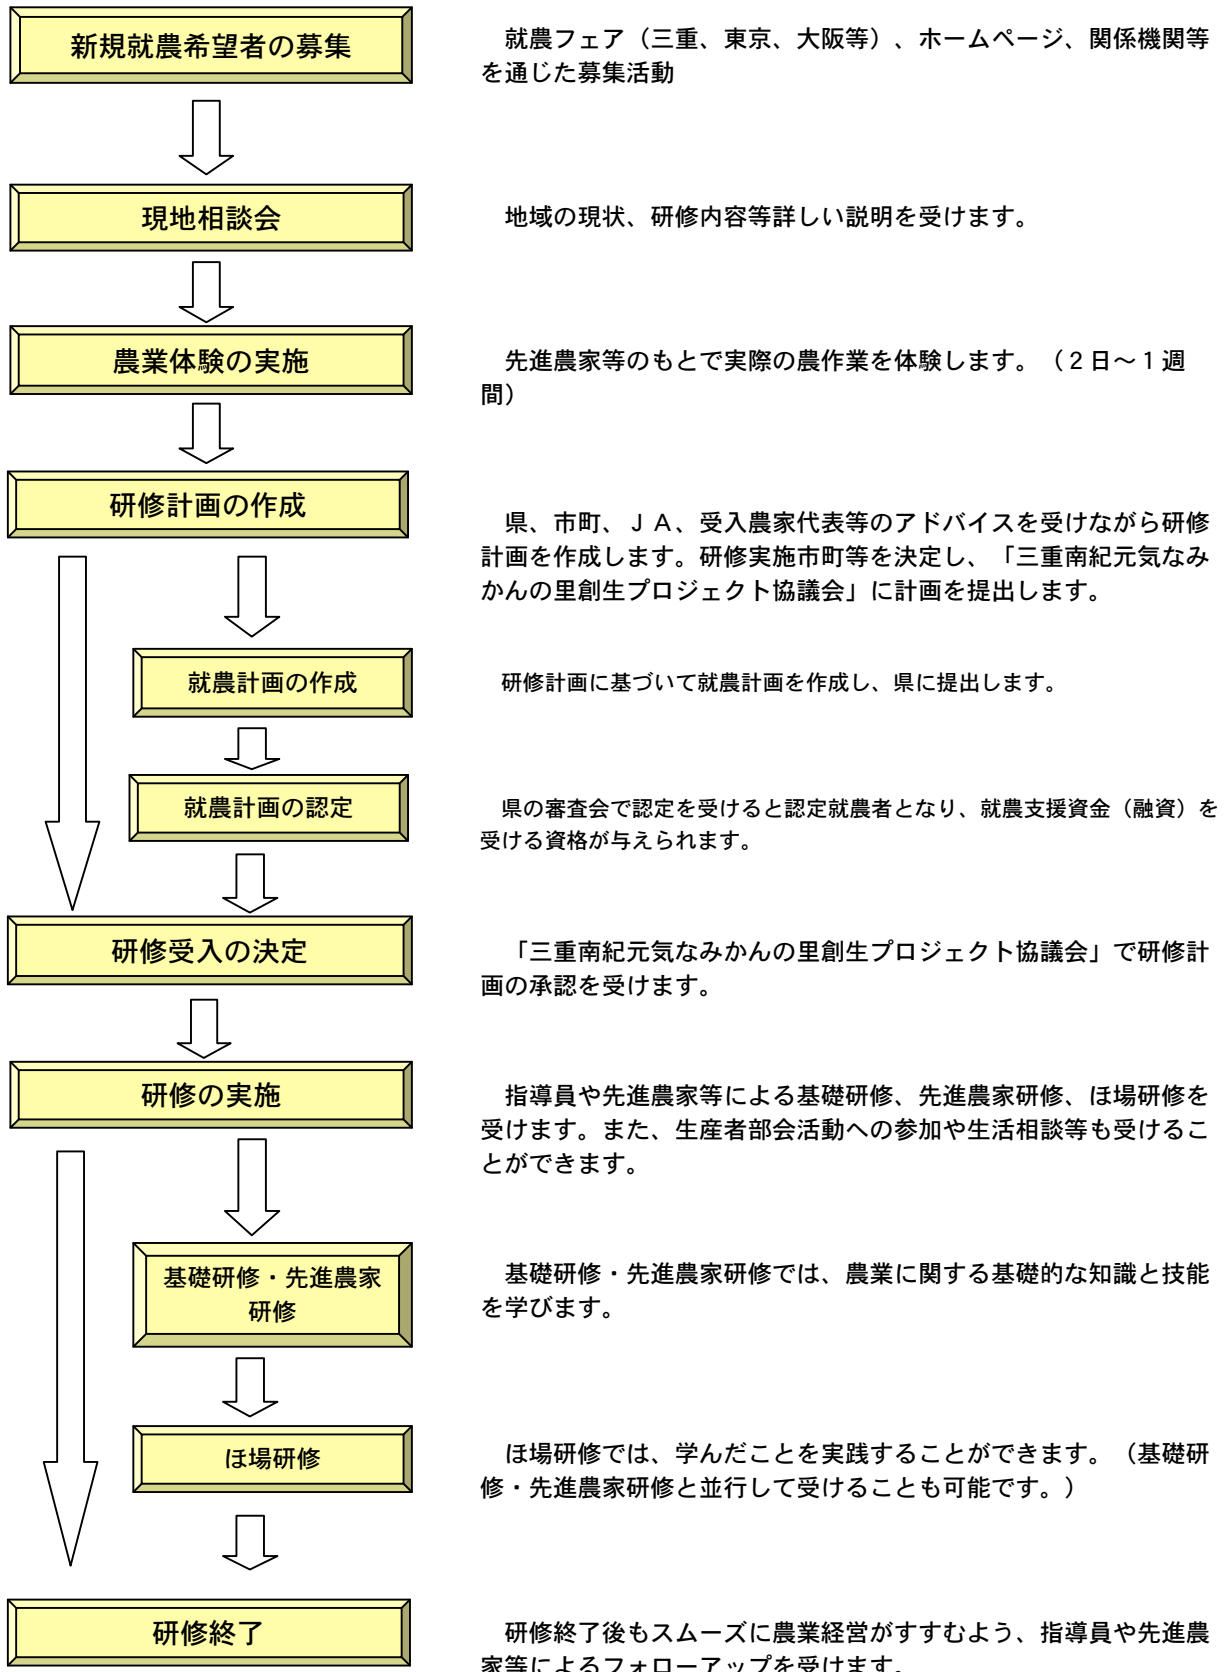 新規就農希望者の募集
就農フェア（三重、東京、大阪等）、ホームページ、関係機関等
を通じた募集活動
現地相談会
地域の現状、研修内容等詳しい説明を受けます。
農業体験の実施
先進農家等のもとで実際の農作業を体験します。（２日～１週
間）
研修計画の作成
県、市町、ＪＡ、受入農家代表等のアドバイスを受けながら研修
計画を作成します。研修実施市町等を決定し、「三重南紀元気なみ
かんの里創生プロジェクト協議会」に計画を提出します。
就農計画の作成
研修計画に基づいて就農計画を作成し、県に提出します。
就農計画の認定
県の審査会で認定を受けると認定就農者となり、就農支援資金（融資）を
受ける資格が与えられます。
研修受入の決定
「三重南紀元気なみかんの里創生プロジェクト協議会」で研修計
画の承認を受けます。
研修の実施
指導員や先進農家等による基礎研修、先進農家研修、ほ場研修を
受けます。また、生産者部会活動への参加や生活相談等も受けるこ
とができます。
基礎研修・先進農家
研修
基礎研修・先進農家研修では、農業に関する基礎的な知識と技能
を学びます。
ほ場研修
ほ場研修では、学んだことを実践することができます。（基礎研
修・先進農家研修と並行して受けることも可能です。）
研修終了
研修終了後もスムーズに農業経営がすすむよう、指導員や先進農
家等によるフォローアップを受けます。